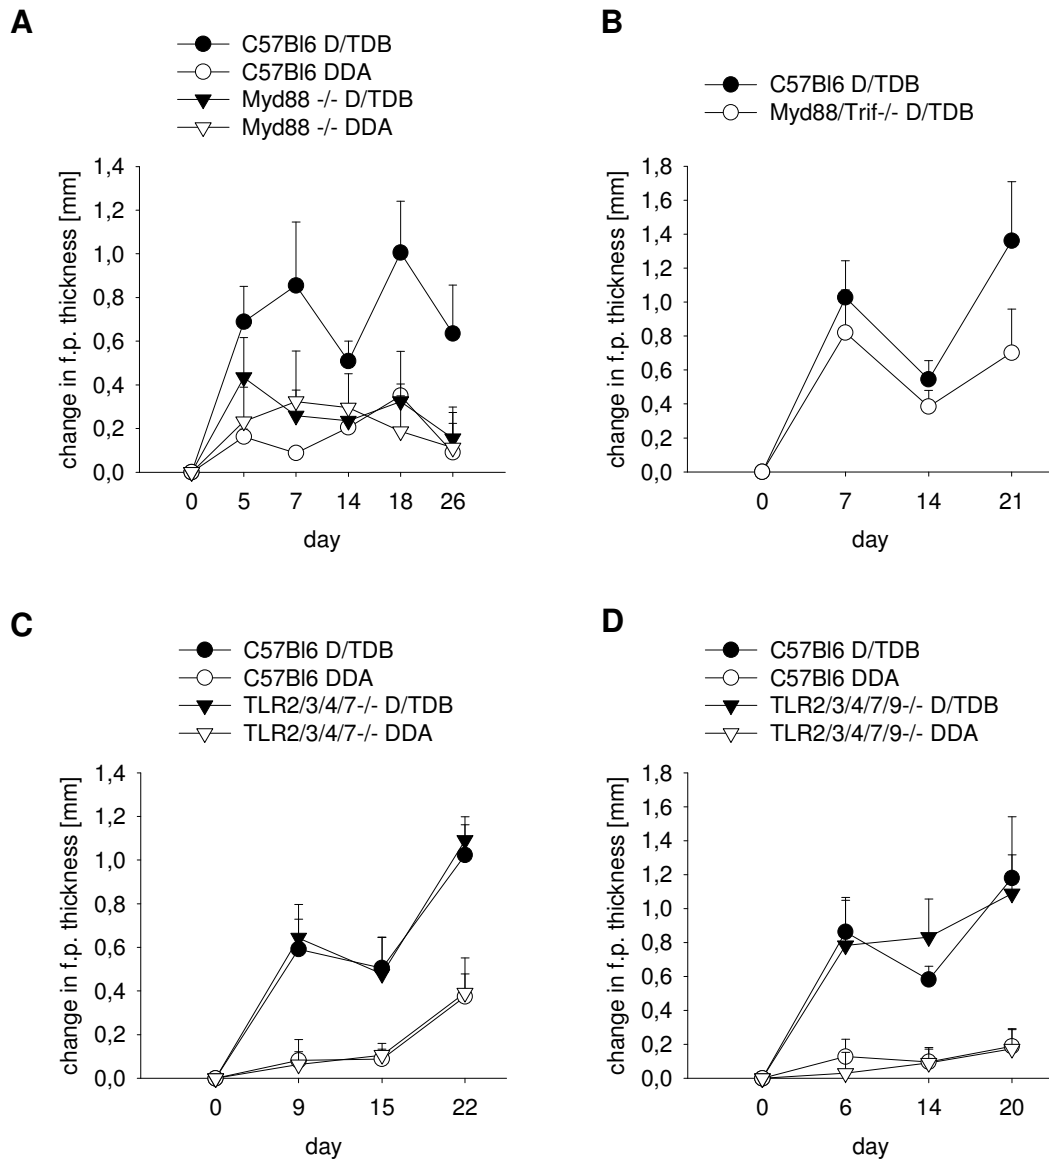 A
C57Bl6 D/TDB
C57Bl6 DDA
Myd88 -/- D/TDB
Myd88 -/- DDA
change in f.p. thickness [mm]
1,4
1,2
1,0
0,8
0,6
0,4
0,2
0,0
0 5 7 14 18 26
day
B
C57Bl6 D/TDB
Myd88/Trif-/- D/TDB
change in f.p. thickness [mm]
1,8
1,6
1,4
1,2
1,0
0,8
0,6
0,4
0,2
0,0
0 7 14 21
day
C
C57Bl6 D/TDB
C57Bl6 DDA
TLR2/3/4/7-/- D/TDB
TLR2/3/4/7-/- DDA
change in f.p. thickness [mm]
1,4
1,2
1,0
0,8
0,6
0,4
0,2
0,0
0 9 15 22
day
D
C57Bl6 D/TDB
C57Bl6 DDA
TLR2/3/4/7/9-/- D/TDB
TLR2/3/4/7/9-/- DDA
change in f.p. thickness [mm]
1,8
1,6
1,4
1,2
1,0
0,8
0,6
0,4
0,2
0,0
0 6 14 20
day